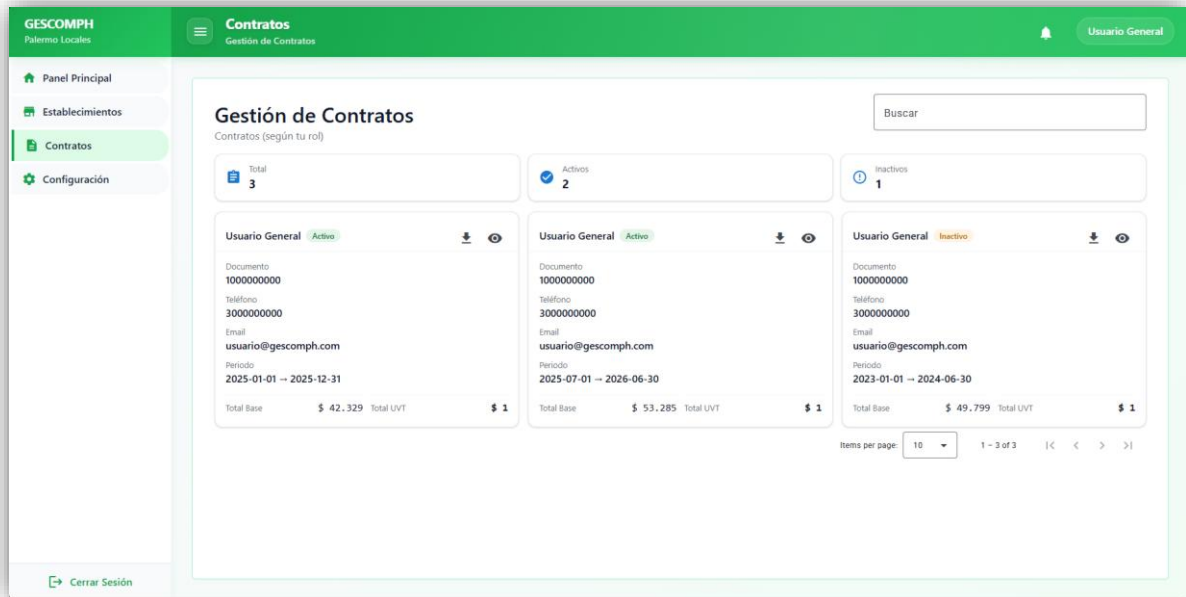 GESCOMPH
Palermo Locales
Contratos
Gestión de Contratos
Usuario General
Panel Principal
Establecimientos
Contratos
Configuración
Cerrar Sesión
Gestión de Contratos
Contratos (según tu rol)
Buscar
Total
3
Activos
2
Inactivos
1
Usuario General Activo
Documento
1000000000
Teléfono
3000000000
Email
usuario@gescomph.com
Periodo
2025-01-01 → 2025-12-31
Total Base $ 42.329 Total UVT $ 1
Usuario General Activo
Documento
1000000000
Teléfono
3000000000
Email
usuario@gescomph.com
Periodo
2025-07-01 → 2026-06-30
Total Base $ 53.285 Total UVT $ 1
Usuario General Inactivo
Documento
1000000000
Teléfono
3000000000
Email
usuario@gescomph.com
Periodo
2023-01-01 → 2024-06-30
Total Base $ 49.799 Total UVT $ 1
Items per page: 10 1 – 3 of 3